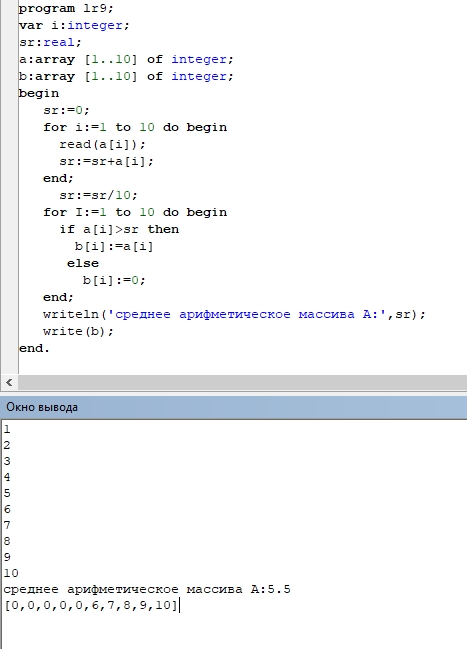 program lr9;
var i:integer;
sr:real;
a:array [1..10] of integer;
b:array [1..10] of integer;
begin
sr:=0;
for i:=1 to 10 do begin
read(a[i]);
sr:=sr+a[i];
end;
sr:=sr/10;
for I:=1 to 10 do begin
if a[i]>sr then
b[i]:=a[i]
else
b[i]:=0;
end;
writeln('среднее арифметическое массива А:',sr);
write(b);
end.
Окно вывода
1
2
3
4
5
6
7
8
9
10
среднее арифметическое массива А:5.5
[0,0,0,0,0,6,7,8,9,10]